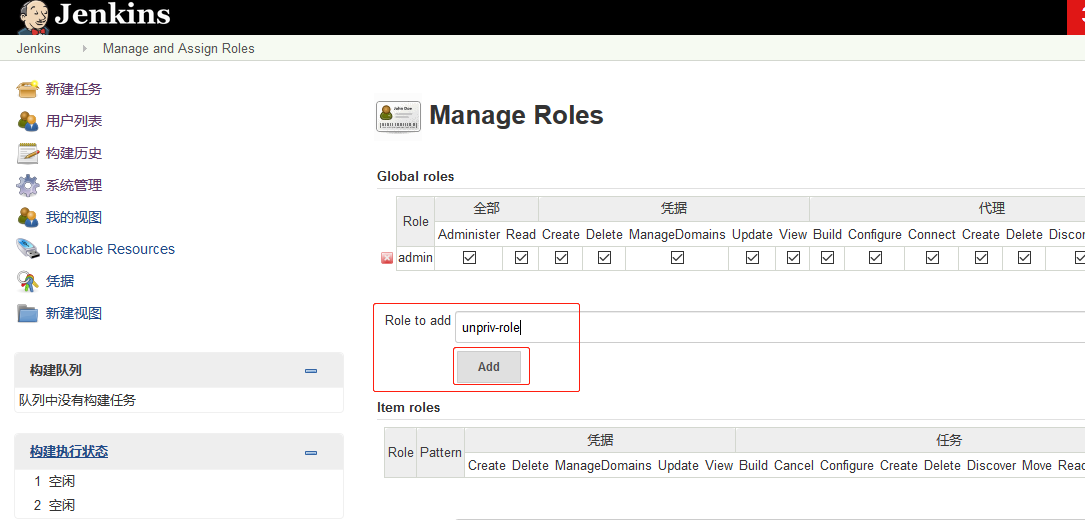 Jenkins
Jenkins Manage and Assign Roles
新建任务
用户列表
构建历史
系统管理
我的视图
Lockable Resources
凭据
新建视图
构建队列
队列中没有构建任务
构建执行状态
1 空闲
2 空闲
John Doe
Manage Roles
Global roles
Role 全部 凭据 代理
Administer Read Create Delete ManageDomains Update View Build Configure Connect Create Delete Discon
admin
Role to add unpriv-role
Add
Item roles
Role Pattern 凭据 任务
Create Delete ManageDomains Update View Build Cancel Configure Create Delete Discover Move Read